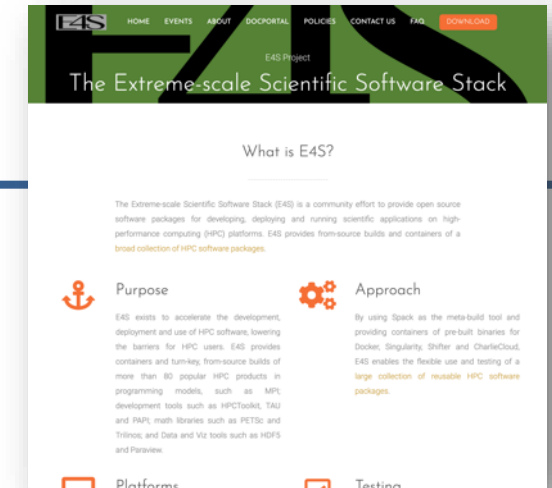 E4S HOME EVENTS ABOUT DOCPORTAL POLICIES CONTACT US FAQ DOWNLOAD
E4S Project
The Extreme-scale Scientific Software Stack
What is E4S?
The Extreme-scale Scientific Software Stack (E4S) is a community effort to provide open source
software packages for developing, deploying and running scientific applications on high-
performance computing (HPC) platforms. E4S provides from-source builds and containers of a
broad collection of HPC software packages.
Purpose
E4S exists to accelerate the development,
deployment and use of HPC software, lowering
the barriers for HPC users. E4S provides
containers and turn-key, from-source builds of
more than 80 popular HPC products in
programming models, such as MPI;
development tools such as HPCToolkit, TAU
and PAPI; math libraries such as PETSc and
Trilinos; and Data and Viz tools such as HDF5
and Paraview.
Approach
By using Spack as the meta-build tool and
providing containers of pre-built binaries for
Docker, Singularity, Shifter and CharlieCloud,
E4S enables the flexible use and testing of a
large collection of reusable HPC software
packages.
Platforms
Testing